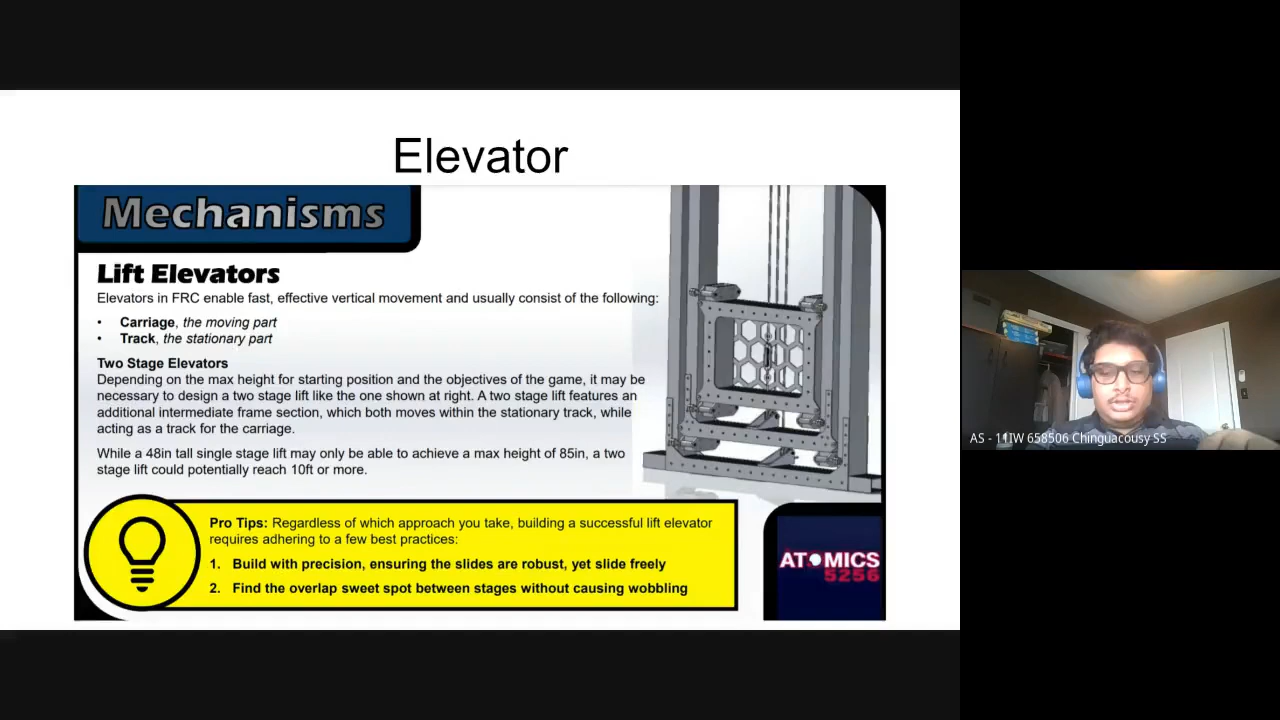 Elevator
Mechanisms
Lift Elevators
Elevators in FRC enable fast, effective vertical movement and usually consist of the following:
• Carriage, the moving part
• Track, the stationary part
Two Stage Elevators
Depending on the max height for starting position and the objectives of the game, it may be
necessary to design a two stage lift like the one shown at right. A two stage lift features an
additional intermediate frame section, which both moves within the stationary track, while
acting as a track for the carriage.
While a 48in tall single stage lift may only be able to achieve a max height of 85in, a two
stage lift could potentially reach 10ft or more.
Pro Tips: Regardless of which approach you take, building a successful lift elevator
requires adhering to a few best practices:
1. Build with precision, ensuring the slides are robust, yet slide freely
2. Find the overlap sweet spot between stages without causing wobbling
ATOMICS
5256
AS - 11IW 658506 Chinguacousy SS